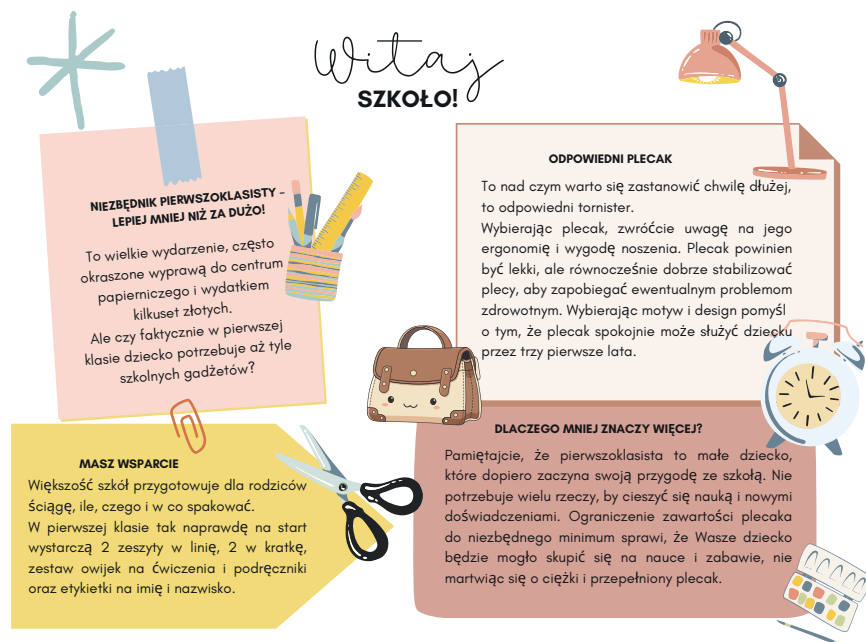 Witaj
SZKOŁO!
NIEZBĘDNIK PIERWSZOKLASISTY –
LEPIEJ MNIEJ NIŻ ZA DUŻO!
To wielkie wydarzenie, często
okraszone wyprawą do centrum
papierniczego i wydatkiem
kilkuset złotych.
Ale czy faktycznie w pierwszej
klasie dziecko potrzebuje aż tyle
szkolnych gadżetów?
ODPOWIEDNI PLECAK
To nad czym warto się zastanowić chwilę dłużej,
to odpowiedni tornister.
Wybierając plecak, zwróćcie uwagę na jego
ergonomię i wygodę noszenia. Plecak powinien
być lekki, ale równocześnie dobrze stabilizować
plecy, aby zapobiegać ewentualnym problemom
zdrowotnym. Wybierając motyw i design pomyśl
o tym, że plecak spokojnie może służyć dziecku
przez trzy pierwsze lata.
MASZ WSPARCIE
Większość szkół przygotowuje dla rodziców
ściągę, ile, czego i w co spakować.
W pierwszej klasie tak naprawdę na start
wystarczą 2 zeszyty w linię, 2 w kratkę,
zestaw owijek na ćwiczenia i podręczniki
oraz etykietki na imię i nazwisko.
DLACZEGO MNIEJ ZNACZY WIĘCEJ?
Pamiętajcie, że pierwszoklasista to małe dziecko,
które dopiero zaczyna swoją przygodę ze szkołą. Nie
potrzebuje wielu rzeczy, by cieszyć się nauką i nowymi
doświadczeniami. Ograniczenie zawartości plecaka
do niezbędnego minimum sprawi, że Wasze dziecko
będzie mogło skupić się na nauce i zabawie, nie
martwiąc się o ciężki i przepełniony plecak.